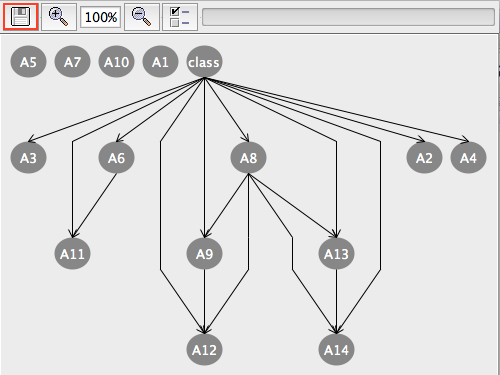 100%
A5 A7 A10 A1 class
A3 A6 A8 A2 A4
A11 A9 A13
A12 A14